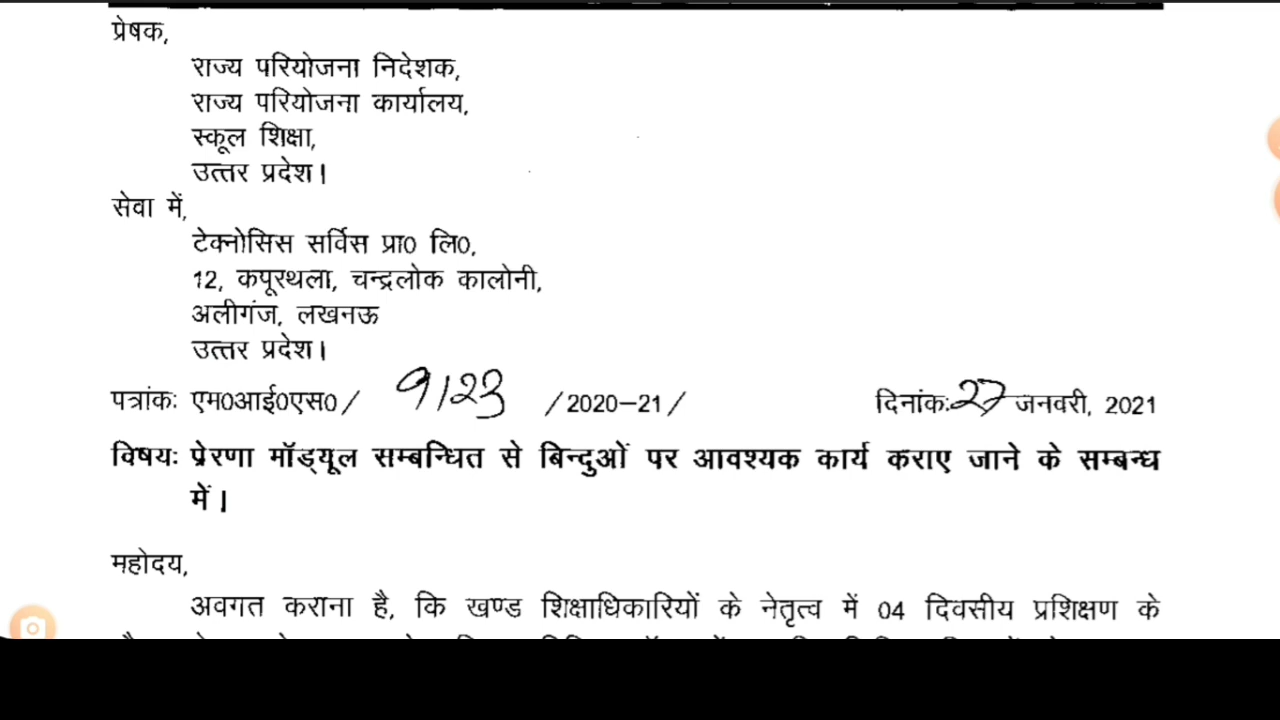 प्रेषक,
राज्य परियोजना निदेशक,
राज्य परियोजना कार्यालय,
स्कूल शिक्षा,
उत्तर प्रदेश।
सेवा में,
टेक्नोसिस सर्विस प्रा0 लि0,
12, कपूरथला, चन्द्रलोक कालोनी,
अलीगंज, लखनऊ
उत्तर प्रदेश।
पत्रांकः एम0आई0एस0/ 9123 /2020–21/ दिनांकः 27 जनवरी, 2021
विषयः प्रेरणा मॉड्यूल सम्बन्धित से बिन्दुओं पर आवश्यक कार्य कराए जाने के सम्बन्ध
में।
महोदय,
अवगत कराना है, कि खण्ड शिक्षाधिकारियों के नेतृत्व में 04 दिवसीय प्रशिक्षण के